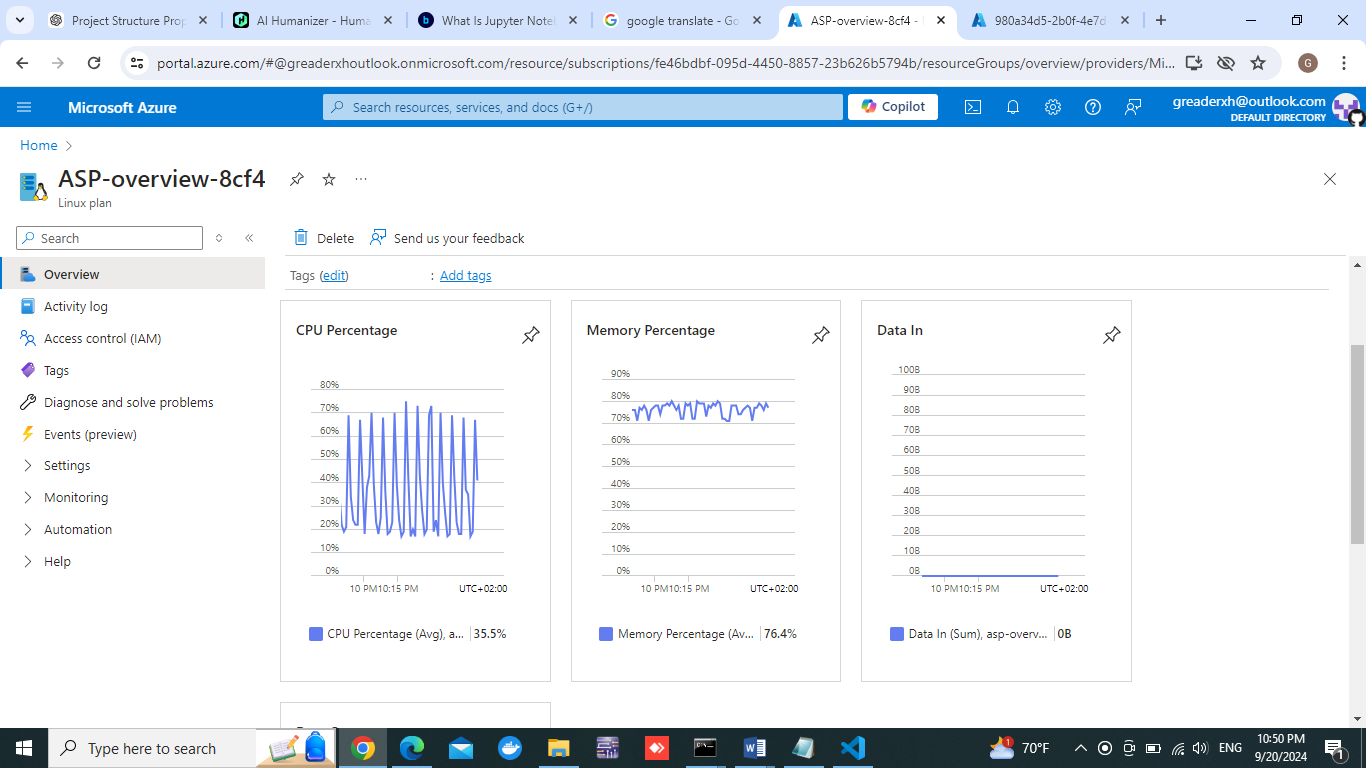 Project Structure Prop
AI Humanizer - Huma
What Is Jupyter Note
google translate - Go
ASP-overview-8cf4 -
980a34d5-2b0f-4e7d
portal.azure.com/#@greaderxhoutlook.onmicrosoft.com/resource/subscriptions/fe46bdbf-095d-4450-8857-23b626b5794b/resourceGroups/overview/providers/Mi...
G
Microsoft Azure
Search resources, services, and docs (G+/)
Copilot
greaderxh@outlook.com
DEFAULT DIRECTORY
Home
ASP-overview-8cf4
Linux plan
Search
Delete
Send us your feedback
Overview
Activity log
Access control (IAM)
Tags
Diagnose and solve problems
Events (preview)
Settings
Monitoring
Automation
Help
Tags (edit) : Add tags
CPU Percentage
80%
70%
60%
50%
40%
30%
20%
10%
0%
10 PM 10:15 PM UTC+02:00
CPU Percentage (Avg), a... 35.5%
Memory Percentage
90%
80%
70%
60%
50%
40%
30%
20%
10%
0%
10 PM 10:15 PM UTC+02:00
Memory Percentage (Av... 76.4%
Data In
100B
90B
80B
70B
60B
50B
40B
30B
20B
10B
0B
10 PM 10:15 PM UTC+02:00
Data In (Sum), asp-overv... 0B
Type here to search
1
70°F
ENG
10:50 PM
9/20/2024
1